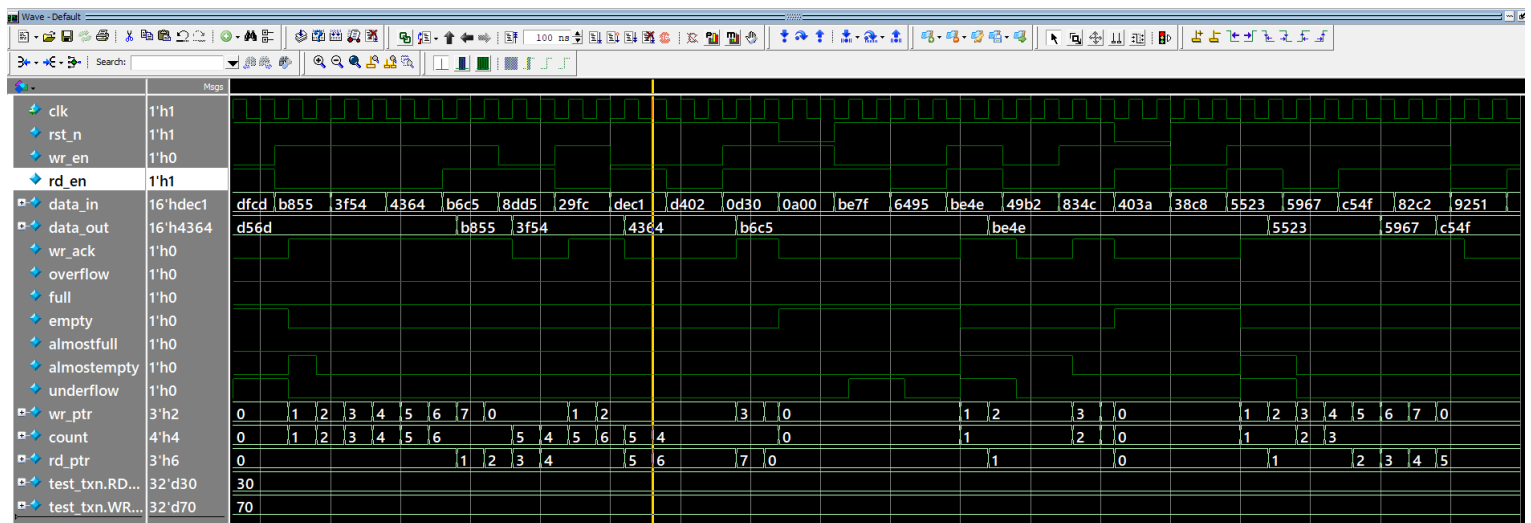 Wave - Default
100 ns
Search:
Msgs
clk 1'h1
rst_n 1'h1
wr_en 1'h0
rd_en 1'h1
data_in 16'hdec1 dfcd b855 3f54 4364 b6c5 8dd5 29fc dec1 d402 0d30 0a00 be7f 6495 be4e 49b2 834c 403a 38c8 5523 5967 c54f 82c2 9251
data_out 16'h4364 d56d b855 3f54 4364 b6c5 be4e 5523 5967 c54f
wr_ack 1'h0
overflow 1'h0
full 1'h0
empty 1'h0
almostfull 1'h0
almostempty 1'h0
underflow 1'h0
wr_ptr 3'h2 0 1 2 3 4 5 6 7 0 1 2 3 0 1 2 3 0 1 2 3 4 5 6 7 0
count 4'h4 0 1 2 3 4 5 6 5 4 5 6 5 4 0 1 2 0 1 2 3
rd_ptr 3'h6 0 1 2 3 4 5 6 7 0 1 0 1 2 3 4 5
test_txn.RD... 32'd30 30
test_txn.WR... 32'd70 70